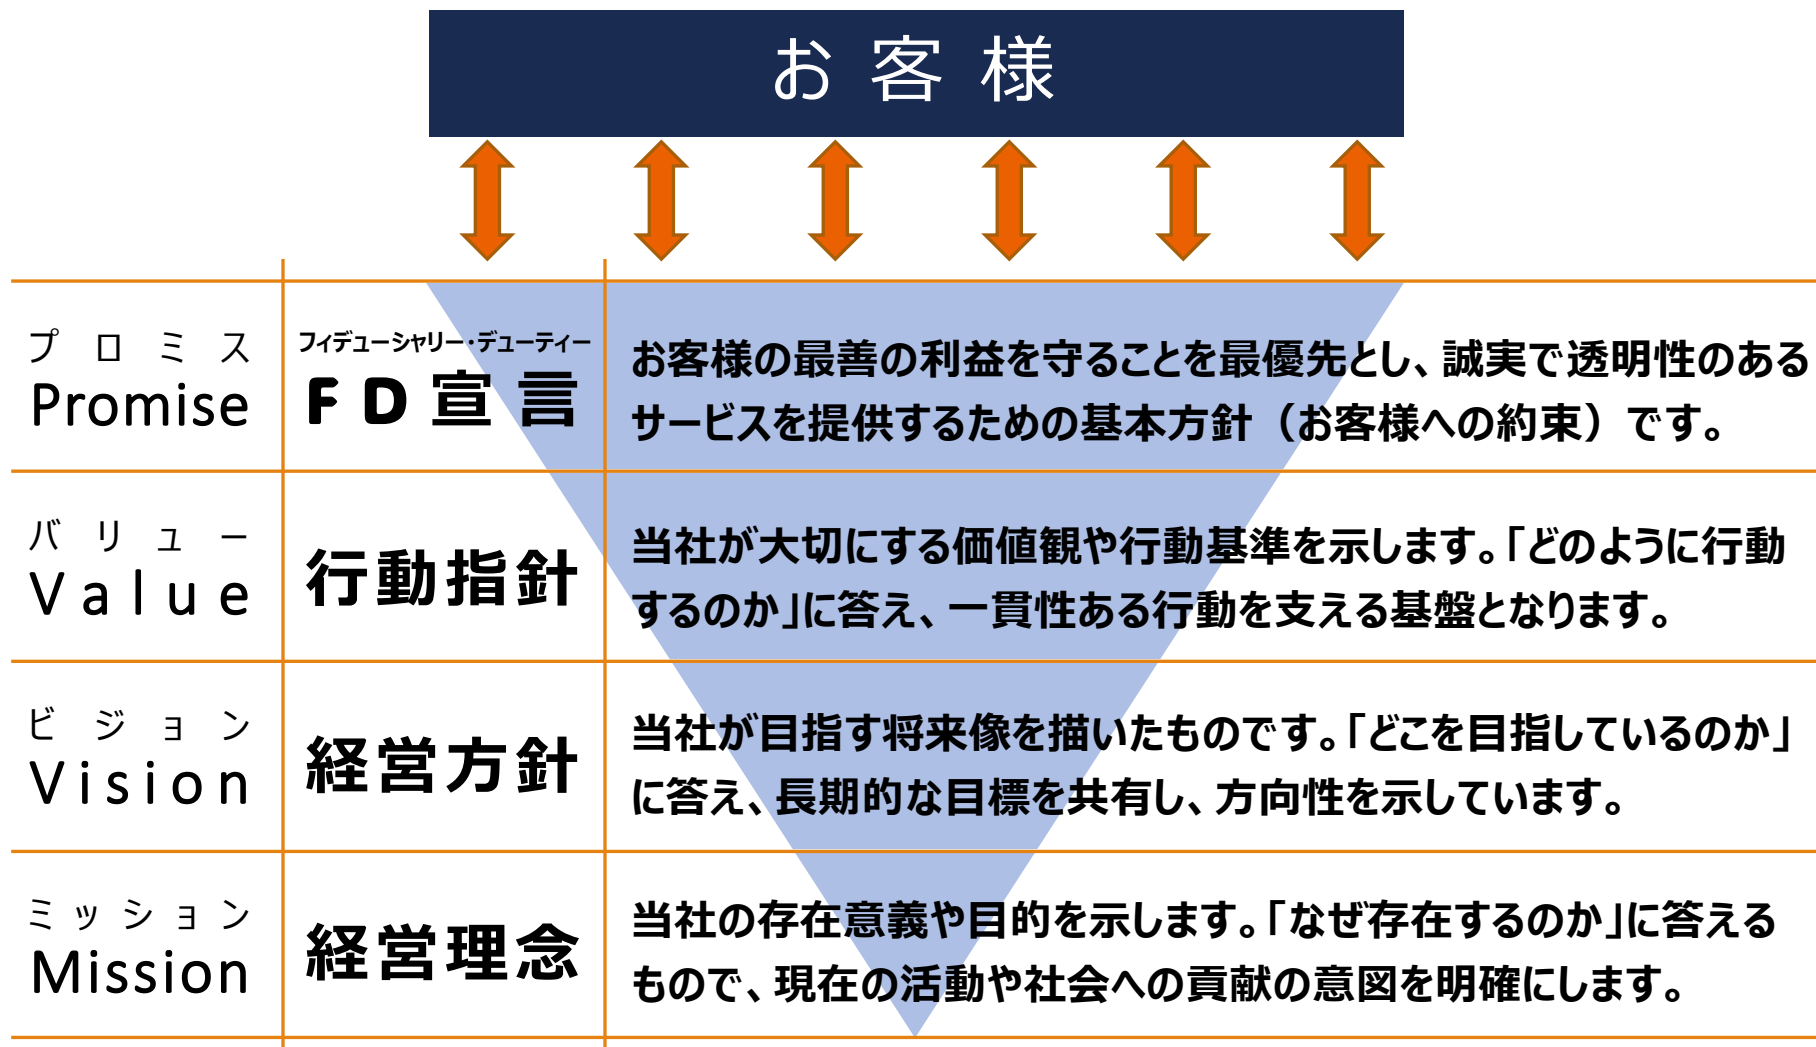 お客様
プロミス
Promise
フィデューシャリー・デューティー
FD宣言
お客様の最善の利益を守ることを最優先とし、誠実で透明性のある
サービスを提供するための基本方針（お客様への約束）です。
バリュー
Value
行動指針
当社が大切にする価値観や行動基準を示します。「どのように行動
するのか」に答え、一貫性ある行動を支える基盤となります。
ビジョン
Vision
経営方針
当社が目指す将来像を描いたものです。「どこを目指しているのか」
に答え、長期的な目標を共有し、方向性を示しています。
ミッション
Mission
経営理念
当社の存在意義や目的を示します。「なぜ存在するのか」に答える
もので、現在の活動や社会への貢献の意図を明確にします。